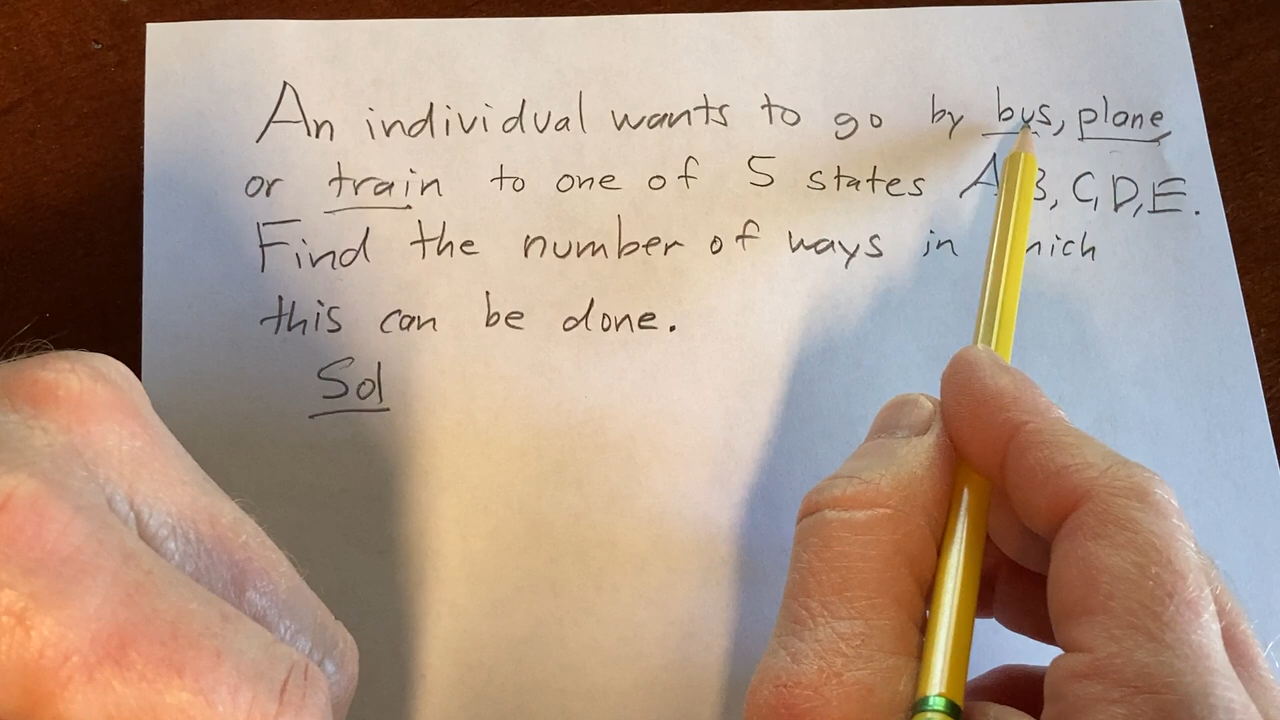 An individual wants to go by bus, plane
or train to one of 5 states A B, C, D, E.
Find the number of ways in
this can be done.
Sol